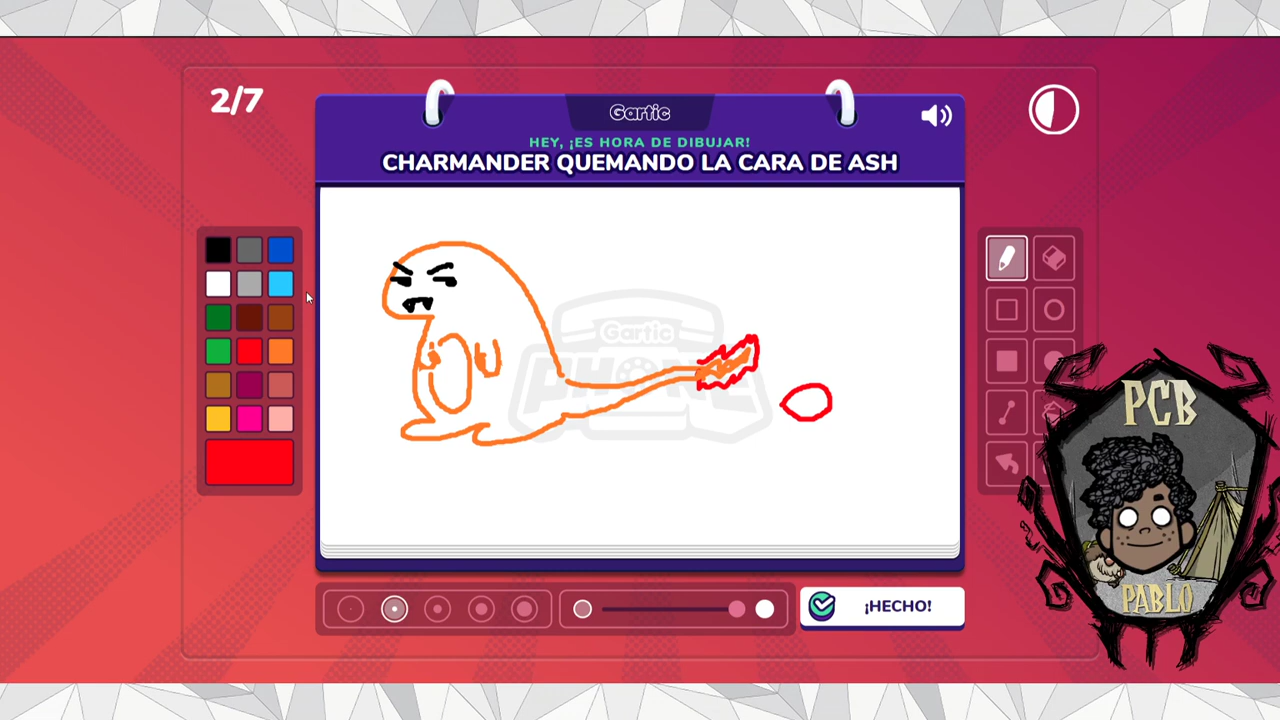 2/7
Gartic
HEY, ¡ES HORA DE DIBUJAR!
CHARMANDER QUEMANDO LA CARA DE ASH
Gartic
PHONE
PCB
PABLO
¡HECHO!